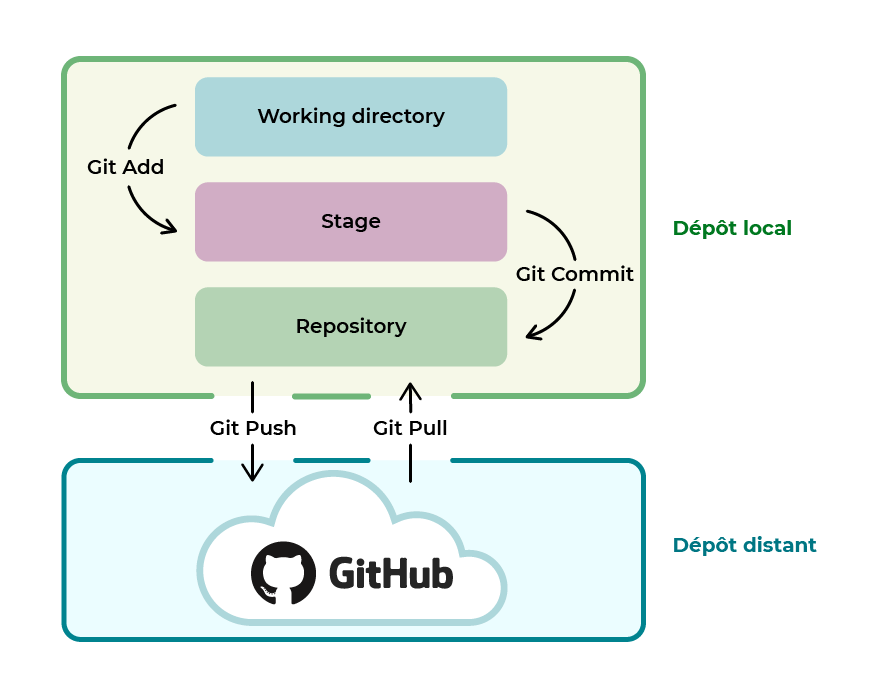 Working directory
Git Add
Stage
Dépôt local
Git Commit
Repository
Git Push
Git Pull
Dépôt distant
GitHub